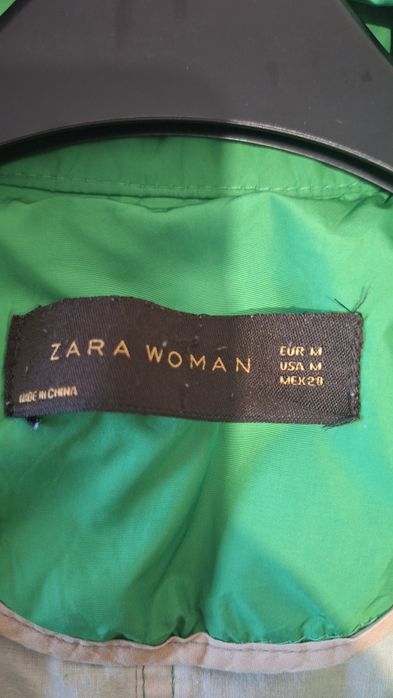 ZARA WOMAN
EUR M
USA M
MEX 28
MADE IN CHINA